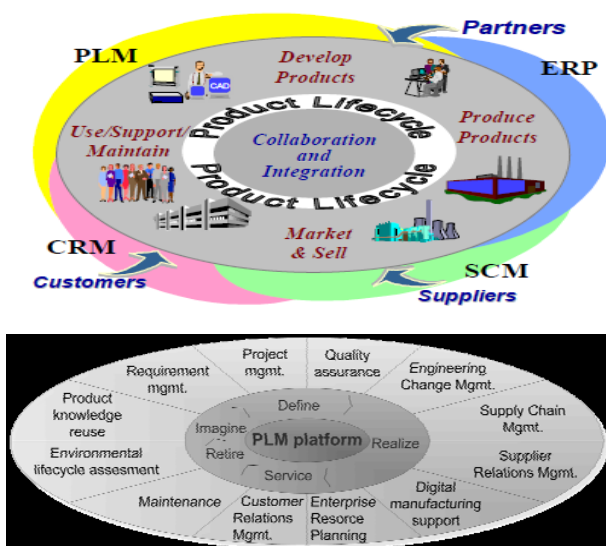 Partners
PLM
ERP
Develop
Products
CAD
Product Lifecycle
Use/Support/
Maintain
Collaboration
and
Integration
Produce
Products
Product Lifecycle
Market
& Sell
CRM
SCM
Customers
Suppliers
Project
mgmt.
Quality
assurance
Requirement
mgmt.
Engineering
Change Mgmt.
Product
knowledge
reuse
Define
Supply Chain
Mgmt.
Imagine
PLM platform
Realize
Retire
Environmental
lifecycle assesment
Supplier
Relations Mgmt.
Service
Maintenance
Customer
Relations
Mgmt.
Enterprise
Resorce
Planning
Digital
manufacturing
support